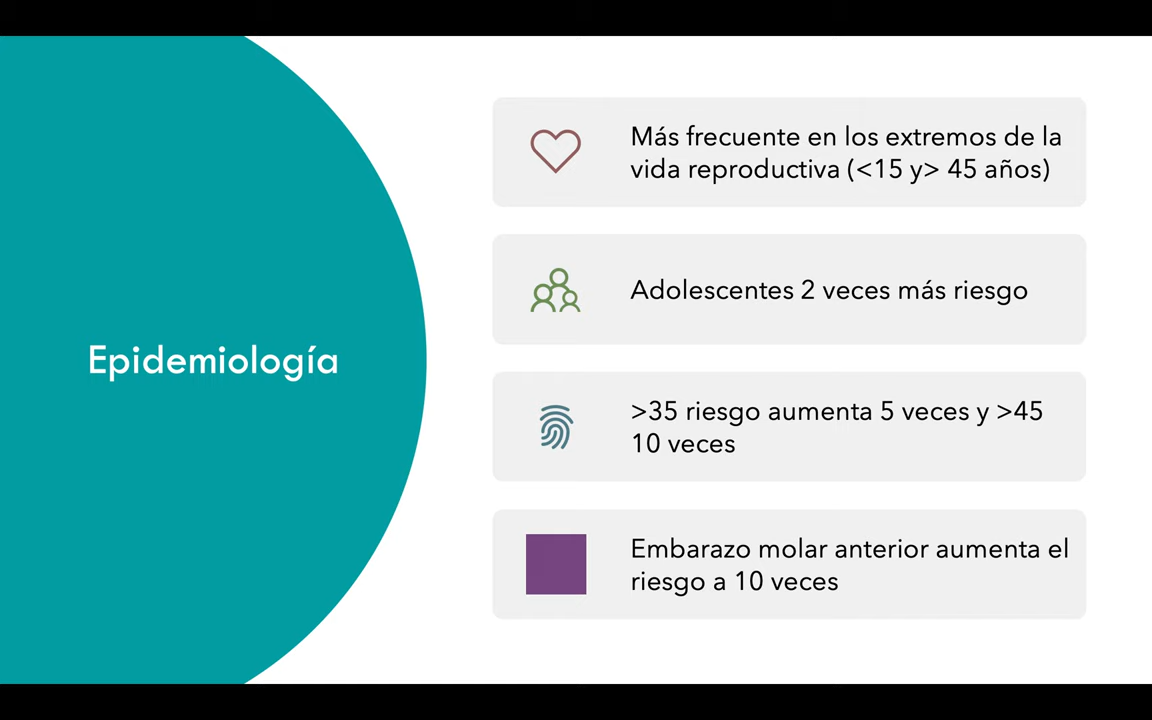 Epidemiología
Más frecuente en los extremos de la
vida reproductiva (<15 y> 45 años)
Adolescentes 2 veces más riesgo
>35 riesgo aumenta 5 veces y >45
10 veces
Embarazo molar anterior aumenta el
riesgo a 10 veces